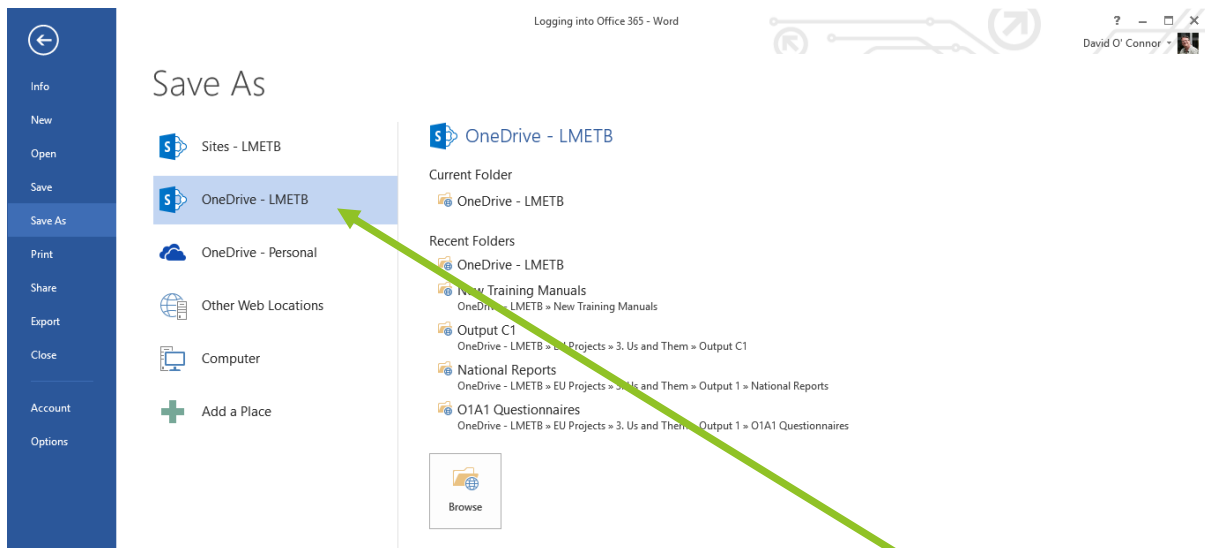 Logging into Office 365 - Word
?
David O' Connor
Info
New
Open
Save
Save As
Print
Share
Export
Close
Account
Options
Save As
Sites - LMETB
OneDrive - LMETB
OneDrive - Personal
Other Web Locations
Computer
Add a Place
OneDrive - LMETB
Current Folder
OneDrive - LMETB
Recent Folders
OneDrive - LMETB
New Training Manuals
OneDrive - LMETB » New Training Manuals
Output C1
OneDrive - LMETB » EU Projects » 3. Us and Them » Output C1
National Reports
OneDrive - LMETB » EU Projects » 3. Us and Them » Output 1 » National Reports
O1A1 Questionnaires
OneDrive - LMETB » EU Projects » 3. Us and Them » Output 1 » O1A1 Questionnaires
Browse